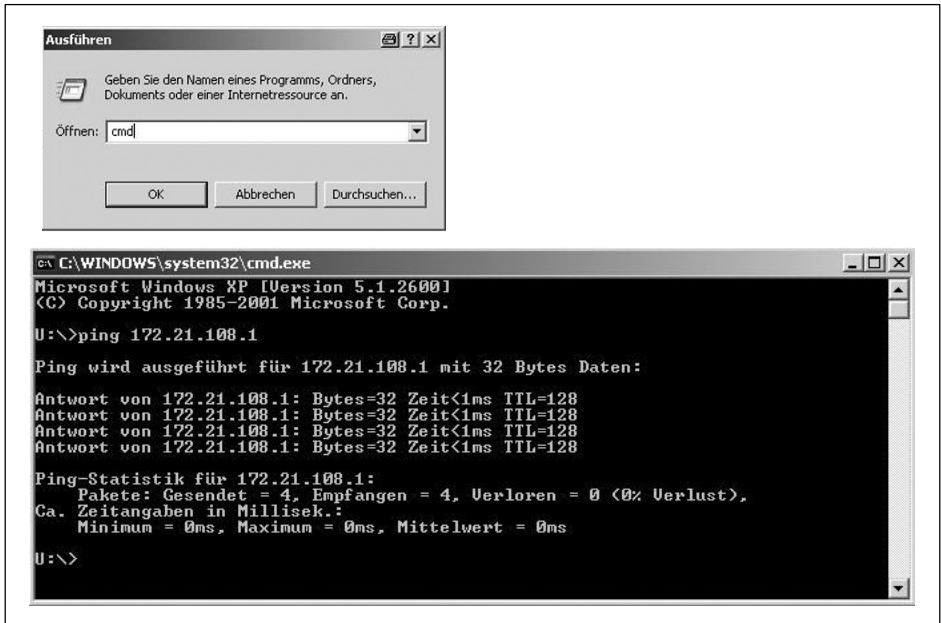 Ausführen
Geben Sie den Namen eines Programms, Ordners,
Dokuments oder einer Internetressource an.
Öffnen: cmd
OK Abbrechen Durchsuchen...
C:\WINDOWS\system32\cmd.exe
Microsoft Windows XP [Version 5.1.2600]
(C) Copyright 1985-2001 Microsoft Corp.
U:\>ping 172.21.108.1
Ping wird ausgeführt für 172.21.108.1 mit 32 Bytes Daten:
Antwort von 172.21.108.1: Bytes=32 Zeit<1ms TTL=128
Antwort von 172.21.108.1: Bytes=32 Zeit<1ms TTL=128
Antwort von 172.21.108.1: Bytes=32 Zeit<1ms TTL=128
Antwort von 172.21.108.1: Bytes=32 Zeit<1ms TTL=128
Ping-Statistik für 172.21.108.1:
Pakete: Gesendet = 4, Empfangen = 4, Verloren = 0 (0% Verlust),
Ca. Zeitangaben in Millisek.:
Minimum = 0ms, Maximum = 0ms, Mittelwert = 0ms
U:\>